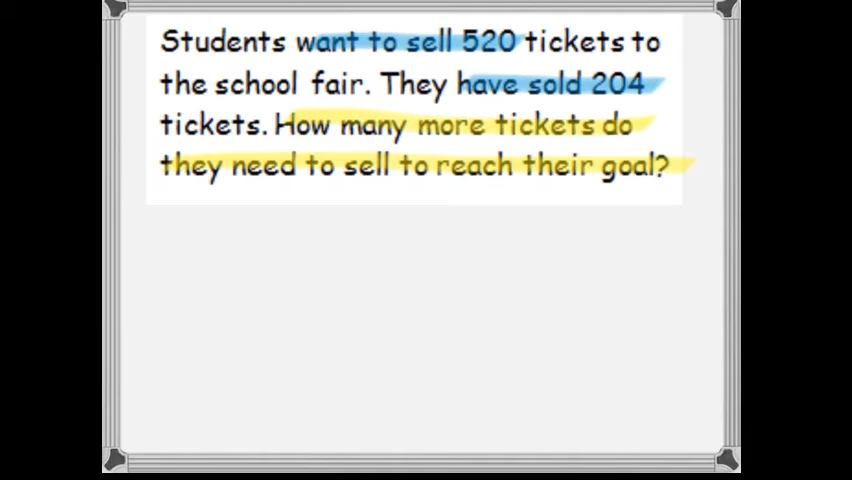 Students want to sell 520 tickets to
the school fair. They have sold 204
tickets. How many more tickets do
they need to sell to reach their goal?